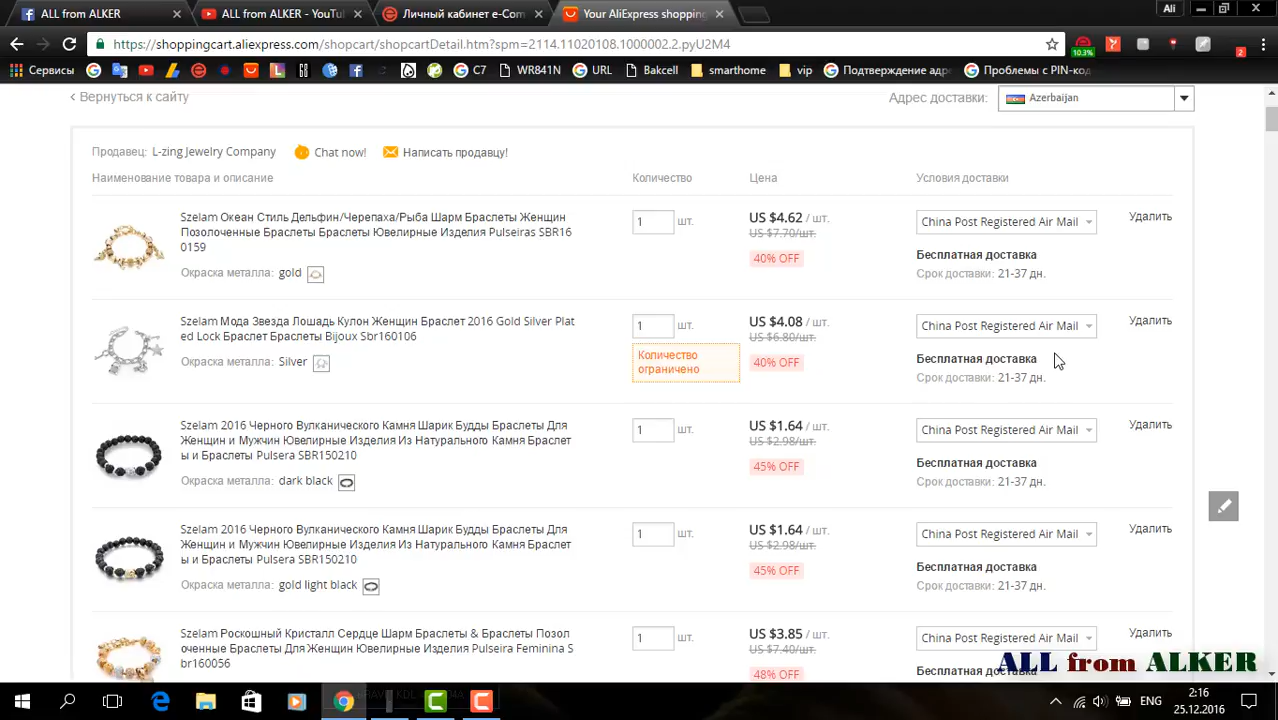 ALL from ALKER
ALL from ALKER - YouTu
Личный кабинет e-Com
Your AliExpress shopping
Ali
https://shoppingcart.aliexpress.com/shopcart/shopcartDetail.htm?spm=2114.11020108.1000002.2.pyU2M4
10.3%
2
Сервисы
C7
WR841N
URL
Bakcell
smarthome
vip
Подтверждение адре
Проблемы с PIN-код
< Вернуться к сайту
Адрес доставки:
Azerbaijan
Продавец: L-zing Jewelry Company
Chat now!
Написать продавцу!
Наименование товара и описание
Количество
Цена
Условия доставки
Szelam Океан Стиль Дельфин/Черепаха/Рыба Шарм Браслеты Женщин
Позолоченные Браслеты Браслеты Ювелирные Изделия Pulseiras SBR16
0159
Окраска металла: gold
1 шт.
US $4.62 / шт.
US $7.70/шт.
40% OFF
China Post Registered Air Mail
Бесплатная доставка
Срок доставки: 21-37 дн.
Удалить
Szelam Мода Звезда Лошадь Кулон Женщин Браслет 2016 Gold Silver Plat
ed Lock Браслет Браслеты Bijoux Sbr160106
Окраска металла: Silver
1 шт.
Количество
ограничено
US $4.08 / шт.
US $6.80/шт.
40% OFF
China Post Registered Air Mail
Бесплатная доставка
Срок доставки: 21-37 дн.
Удалить
Szelam 2016 Черного Вулканического Камня Шарик Будды Браслеты Для
Женщин и Мужчин Ювелирные Изделия Из Натурального Камня Браслет
ы и Браслеты Pulsera SBR150210
Окраска металла: dark black
1 шт.
US $1.64 / шт.
US $2.98/шт.
45% OFF
China Post Registered Air Mail
Бесплатная доставка
Срок доставки: 21-37 дн.
Удалить
Szelam 2016 Черного Вулканического Камня Шарик Будды Браслеты Для
Женщин и Мужчин Ювелирные Изделия Из Натурального Камня Браслет
ы и Браслеты Pulsera SBR150210
Окраска металла: gold light black
1 шт.
US $1.64 / шт.
US $2.98/шт.
45% OFF
China Post Registered Air Mail
Бесплатная доставка
Срок доставки: 21-37 дн.
Удалить
Szelam Роскошный Кристалл Сердце Шарм Браслеты & Браслеты Позол
оченные Браслеты Для Женщин Ювелирные Изделия Pulseira Feminina S
br160056
1 шт.
US $3.85 / шт.
US $7.40/шт.
48% OFF
China Post Registered Air Mail
Бесплатная доставка
Удалить
ALL from ALKER
ENG
2:16
25.12.2016